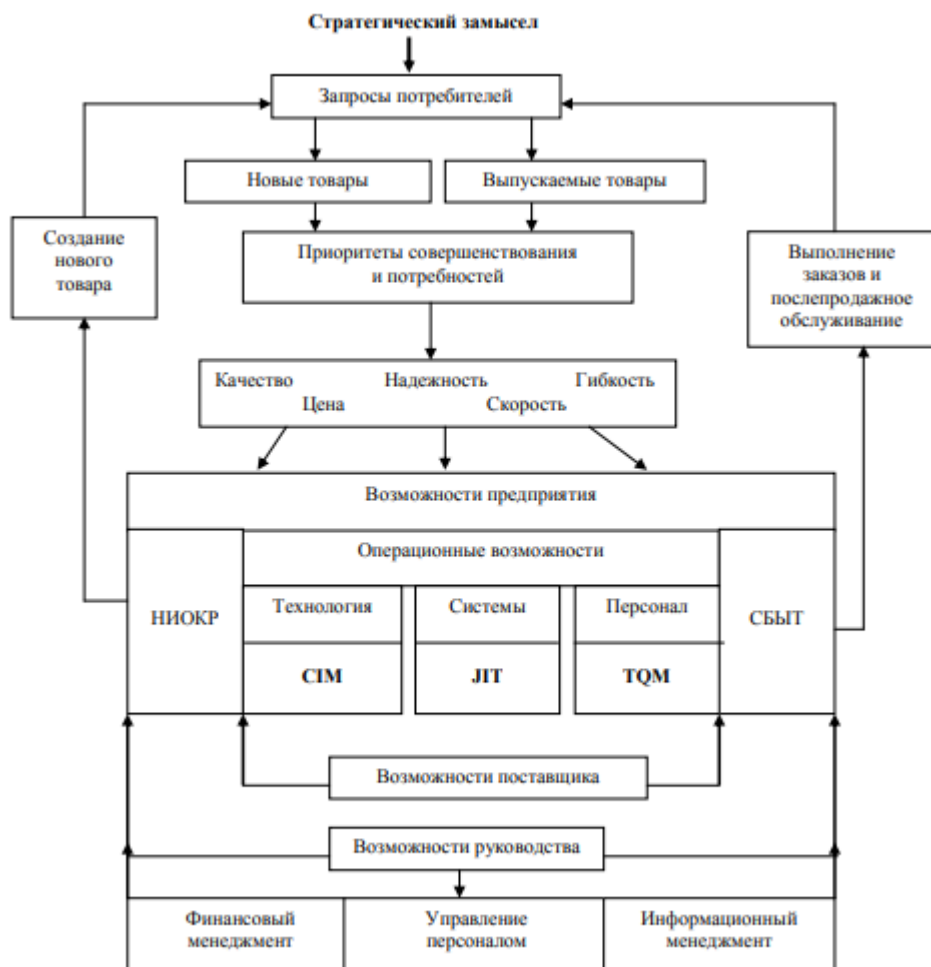 Стратегический замысел
Запросы потребителей
Новые товары
Выпускаемые товары
Создание
нового
товара
Приоритеты совершенствования
и потребностей
Выполнение
заказов и
послепродажное
обслуживание
Качество Надежность Гибкость
Цена Скорость
Возможности предприятия
Операционные возможности
НИОКР
Технология
Системы
Персонал
СБЫТ
CIM
JIT
TQM
Возможности поставщика
Возможности руководства
Финансовый
менеджмент
Управление
персоналом
Информационный
менеджмент